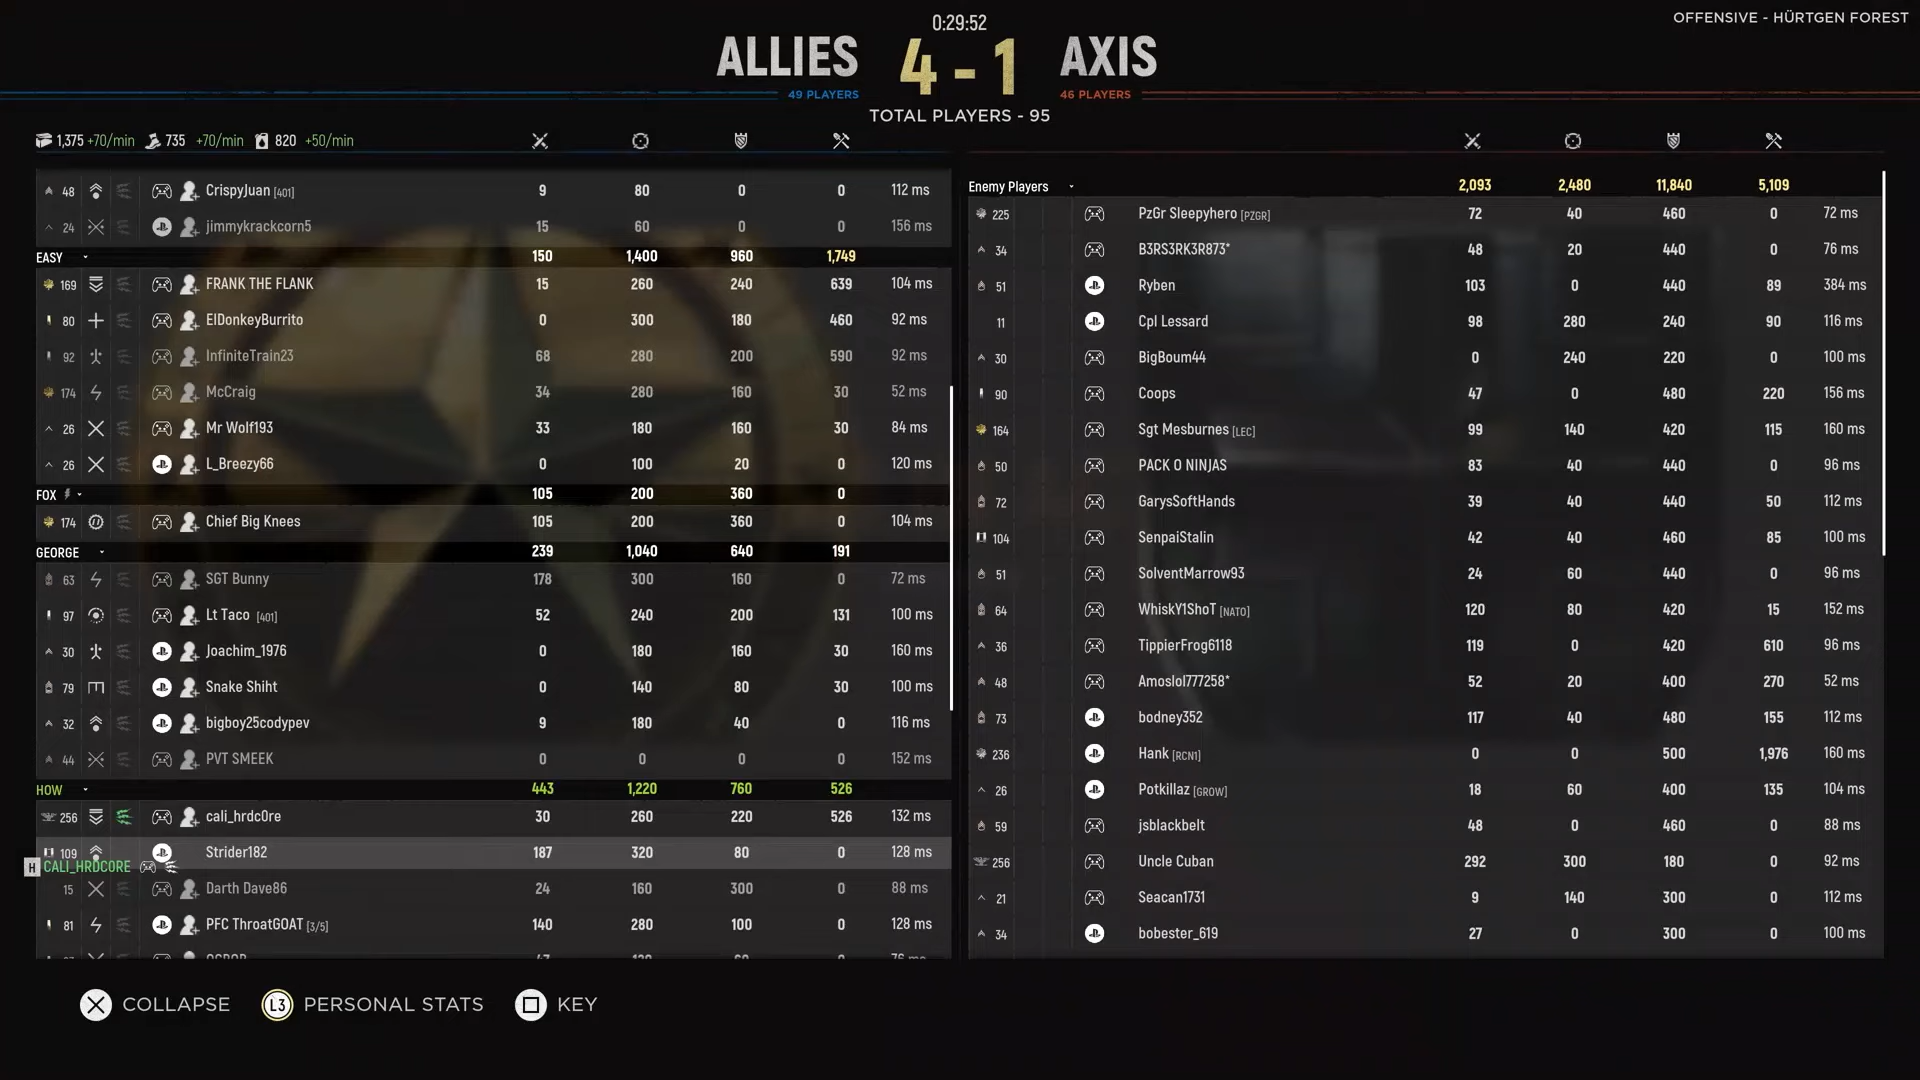 OFFENSIVE - HÜRTGEN FOREST
0:29:52
ALLIES 4 - 1 AXIS
49 PLAYERS 46 PLAYERS
TOTAL PLAYERS - 95
1,375 +70/min 735 +70/min 820 +50/min
48 CrispyJuan [401] 9 80 0 0 112 ms
24 jimmykrackcorn5 15 60 0 0 156 ms
EASY 150 1,400 960 1,749
169 FRANK THE FLANK 15 260 240 639 104 ms
80 ElDonkeyBurrito 0 300 180 460 92 ms
92 InfiniteTrain23 68 280 200 590 92 ms
174 McCraig 34 280 160 30 52 ms
26 Mr Wolf193 33 180 160 30 84 ms
26 L_Breezy66 0 100 20 0 120 ms
FOX 105 200 360 0
174 Chief Big Knees 105 200 360 0 104 ms
GEORGE 239 1,040 640 191
63 SGT Bunny 178 300 160 0 72 ms
97 Lt Taco [401] 52 240 200 131 100 ms
30 Joachim_1976 0 180 160 30 160 ms
79 Snake Shiht 0 140 80 30 100 ms
32 bigboy25codypev 9 180 40 0 116 ms
44 PVT SMEEK 0 0 0 0 152 ms
HOW 443 1,220 760 526
256 cali_hrdc0re 30 260 220 526 132 ms
109 Strider182 187 320 80 0 128 ms
H CALI_HRDC0RE
15 Darth Dave86 24 160 300 0 88 ms
81 PFC ThroatGOAT [3/5] 140 280 100 0 128 ms
Enemy Players 2,093 2,480 11,840 5,109
225 PzGr Sleepyhero [PZGR] 72 40 460 0 72 ms
34 B3RS3RK3R873* 48 20 440 0 76 ms
51 Ryben 103 0 440 89 384 ms
11 Cpl Lessard 98 280 240 90 116 ms
30 BigBoum44 0 240 220 0 100 ms
90 Coops 47 0 480 220 156 ms
164 Sgt Mesburnes [LEC] 99 140 420 115 160 ms
50 PACK O NINJAS 83 40 440 0 96 ms
72 GarysSoftHands 39 40 440 50 112 ms
104 SenpaiStalin 42 40 460 85 100 ms
51 SolventMarrow93 24 60 440 0 96 ms
64 WhiskY1ShoT [NATO] 120 80 420 15 152 ms
36 TippierFrog6118 119 0 420 610 96 ms
48 Amoslol777258* 52 20 400 270 52 ms
73 bodney352 117 40 480 155 112 ms
236 Hank [RCN1] 0 0 500 1,976 160 ms
26 Potkillaz [GROW] 18 60 400 135 104 ms
59 jsblackbelt 48 0 460 0 88 ms
256 Uncle Cuban 292 300 180 0 92 ms
21 Seacan1731 9 140 300 0 112 ms
34 bobester_619 27 0 300 0 100 ms
COLLAPSE L3 PERSONAL STATS KEY